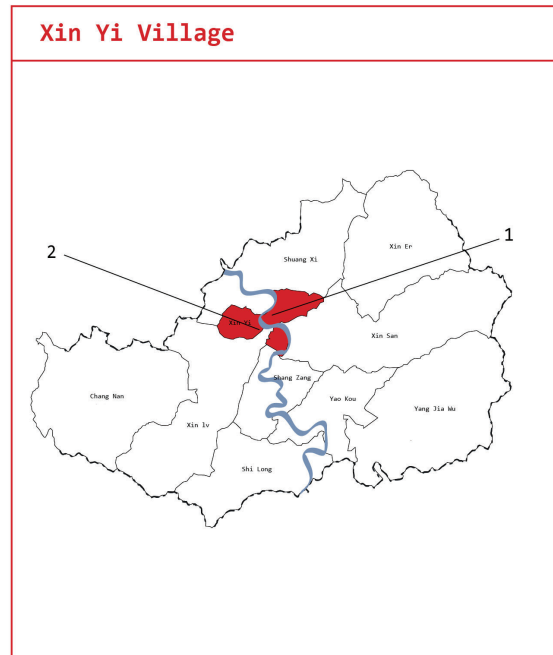 Xin Yi Village
1
2
Xin Er
Shuang Xi
Xin Yi
Xin San
Shang Zang
Chang Nan
Yao Kou
Yang Jia Wu
Xin lv
Shi Long